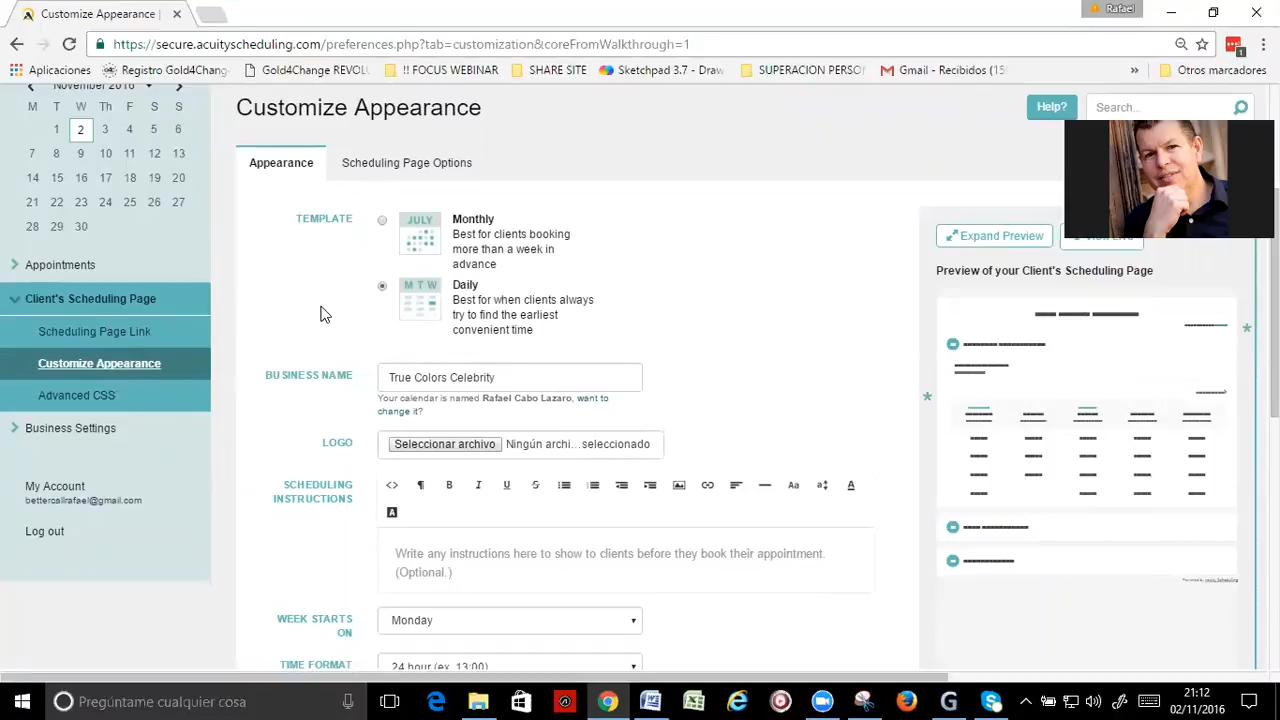 Customize Appearance |
Rafael
https://secure.acuityscheduling.com/preferences.php?tab=customization&coreFromWalkthrough=1
1
Aplicaciones
Registro Gold4Chang
Gold4Change REVOL
!! FOCUS WEBINAR
SHARE SITE
Sketchpad 3.7 - Draw
SUPERACION PERSO
Gmail - Recibidos (15
»
Otros marcadores
November 2016
M T W T F S S
1 2 3 4 5 6
7 8 9 10 11 12 13
14 15 16 17 18 19 20
21 22 23 24 25 26 27
28 29 30
Appointments
Client's Scheduling Page
Scheduling Page Link
Customize Appearance
Advanced CSS
Business Settings
My Account
bettercallrafael@gmail.com
Log out
Customize Appearance
Help?
Search...
Appearance
Scheduling Page Options
TEMPLATE
JULY
Monthly
Best for clients booking
more than a week in
advance
M T W
Daily
Best for when clients always
try to find the earliest
convenient time
BUSINESS NAME
True Colors Celebrity
Your calendar is named Rafael Cabo Lazaro, want to
change it?
LOGO
Seleccionar archivo Ningún archi...seleccionado
SCHEDULING
INSTRUCTIONS
<> ¶ B I U S Aa A
A
Write any instructions here to show to clients before they book their appointment.
(Optional.)
WEEK STARTS
ON
Monday
TIME FORMAT
24 hour (ex. 13:00)
Expand Preview
Preview of your Client's Scheduling Page
Pregúntame cualquier cosa
21:12
02/11/2016